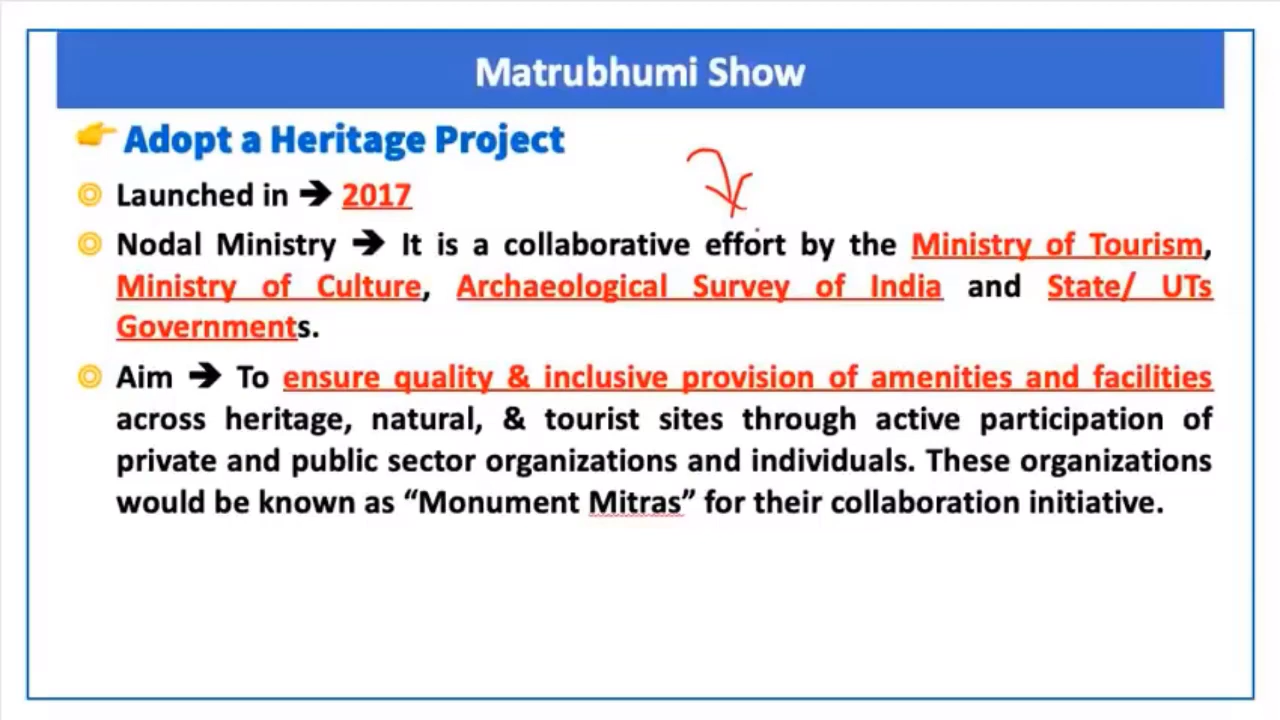 Matrubhumi Show
Adopt a Heritage Project
Launched in ➔ 2017
Nodal Ministry ➔ It is a collaborative effort by the Ministry of Tourism,
Ministry of Culture, Archaeological Survey of India and State/ UTs
Governments.
Aim ➔ To ensure quality & inclusive provision of amenities and facilities
across heritage, natural, & tourist sites through active participation of
private and public sector organizations and individuals. These organizations
would be known as “Monument Mitras” for their collaboration initiative.